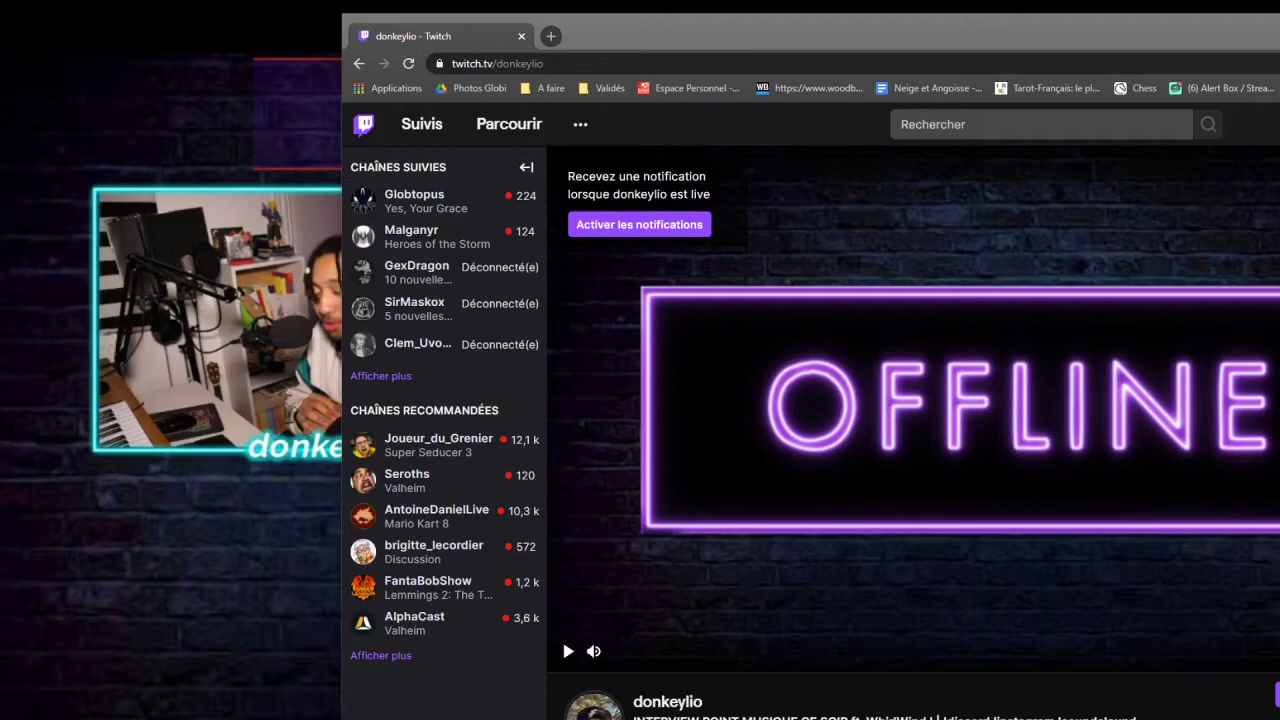 donkeylio - Twitch
twitch.tv/donkeylio
Applications
Photos Globi
A faire
Validés
Espace Personnel -...
WB
https://www.woodb...
Neige et Angoisse -...
Tarot-Français: le pl...
Chess
(6) Alert Box / Strea...
Suivis
Parcourir
Rechercher
CHAÎNES SUIVIES
Globtopus
224
Yes, Your Grace
Malganyr
124
Heroes of the Storm
GexDragon
Déconnecté(e)
10 nouvelle...
SirMaskox
Déconnecté(e)
5 nouvelles...
Clem_Uvo...
Déconnecté(e)
Afficher plus
CHAÎNES RECOMMANDÉES
Joueur_du_Grenier
12,1 k
Super Seducer 3
Seroths
120
Valheim
AntoineDanielLive
10,3 k
Mario Kart 8
brigitte_lecordier
572
Discussion
FantaBobShow
1,2 k
Lemmings 2: The T...
AlphaCast
3,6 k
Valheim
Afficher plus
Recevez une notification
lorsque donkeylio est live
Activer les notifications
OFFLINE
donke
donkeylio